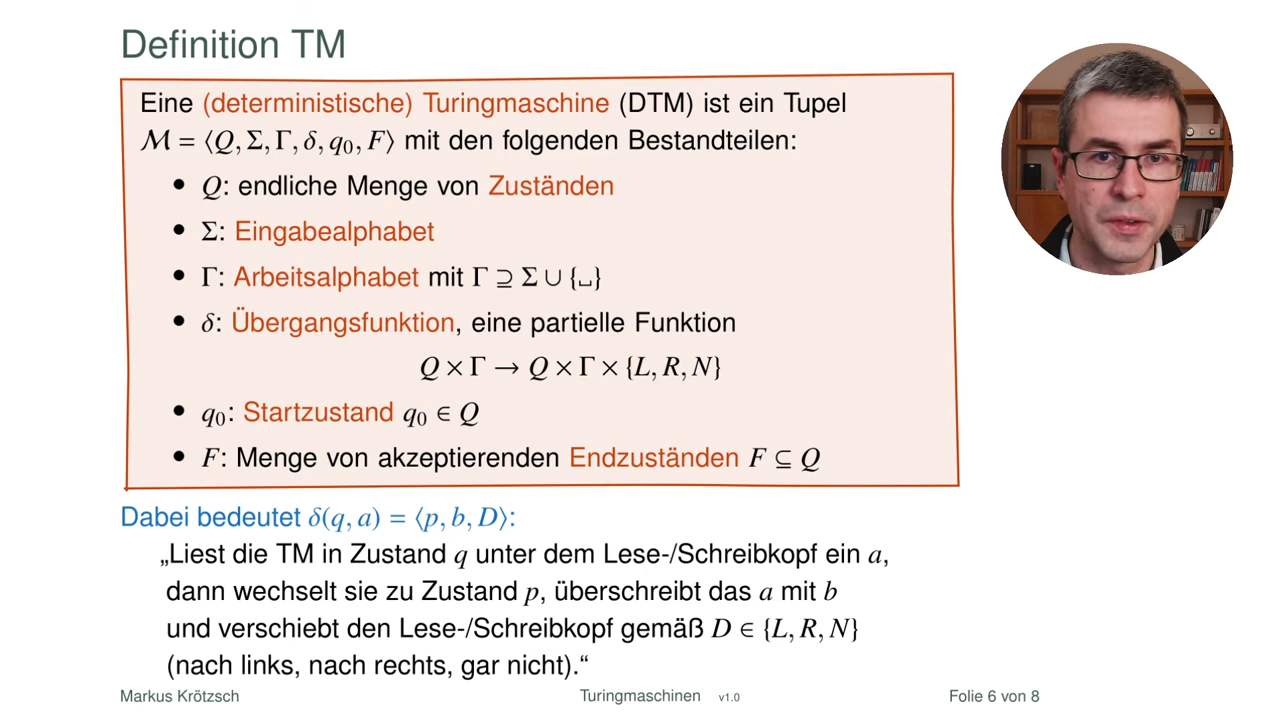 Definition TM
Eine (deterministische) Turingmaschine (DTM) ist ein Tupel
ℳ = ⟨Q, Σ, Γ, δ, q₀, F⟩ mit den folgenden Bestandteilen:
• Q: endliche Menge von Zuständen
• Σ: Eingabealphabet
• Γ: Arbeitsalphabet mit Γ ⊇ Σ ∪ {␣}
• δ: Übergangsfunktion, eine partielle Funktion
Q × Γ → Q × Γ × {L, R, N}
• q₀: Startzustand q₀ ∈ Q
• F: Menge von akzeptierenden Endzuständen F ⊆ Q
Dabei bedeutet δ(q, a) = ⟨p, b, D⟩:
„Liest die TM in Zustand q unter dem Lese-/Schreibkopf ein a,
dann wechselt sie zu Zustand p, überschreibt das a mit b
und verschiebt den Lese-/Schreibkopf gemäß D ∈ {L, R, N}
(nach links, nach rechts, gar nicht).“
Markus Krötzsch Turingmaschinen v1.0 Folie 6 von 8